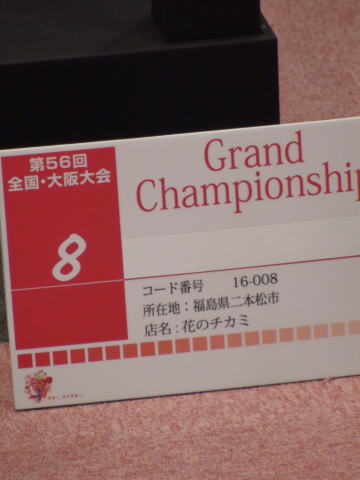 第56回
全国・大阪大会
8
Grand
Championship
コード番号 16-008
所在地：福島県二本松市
店名：花のチカミ